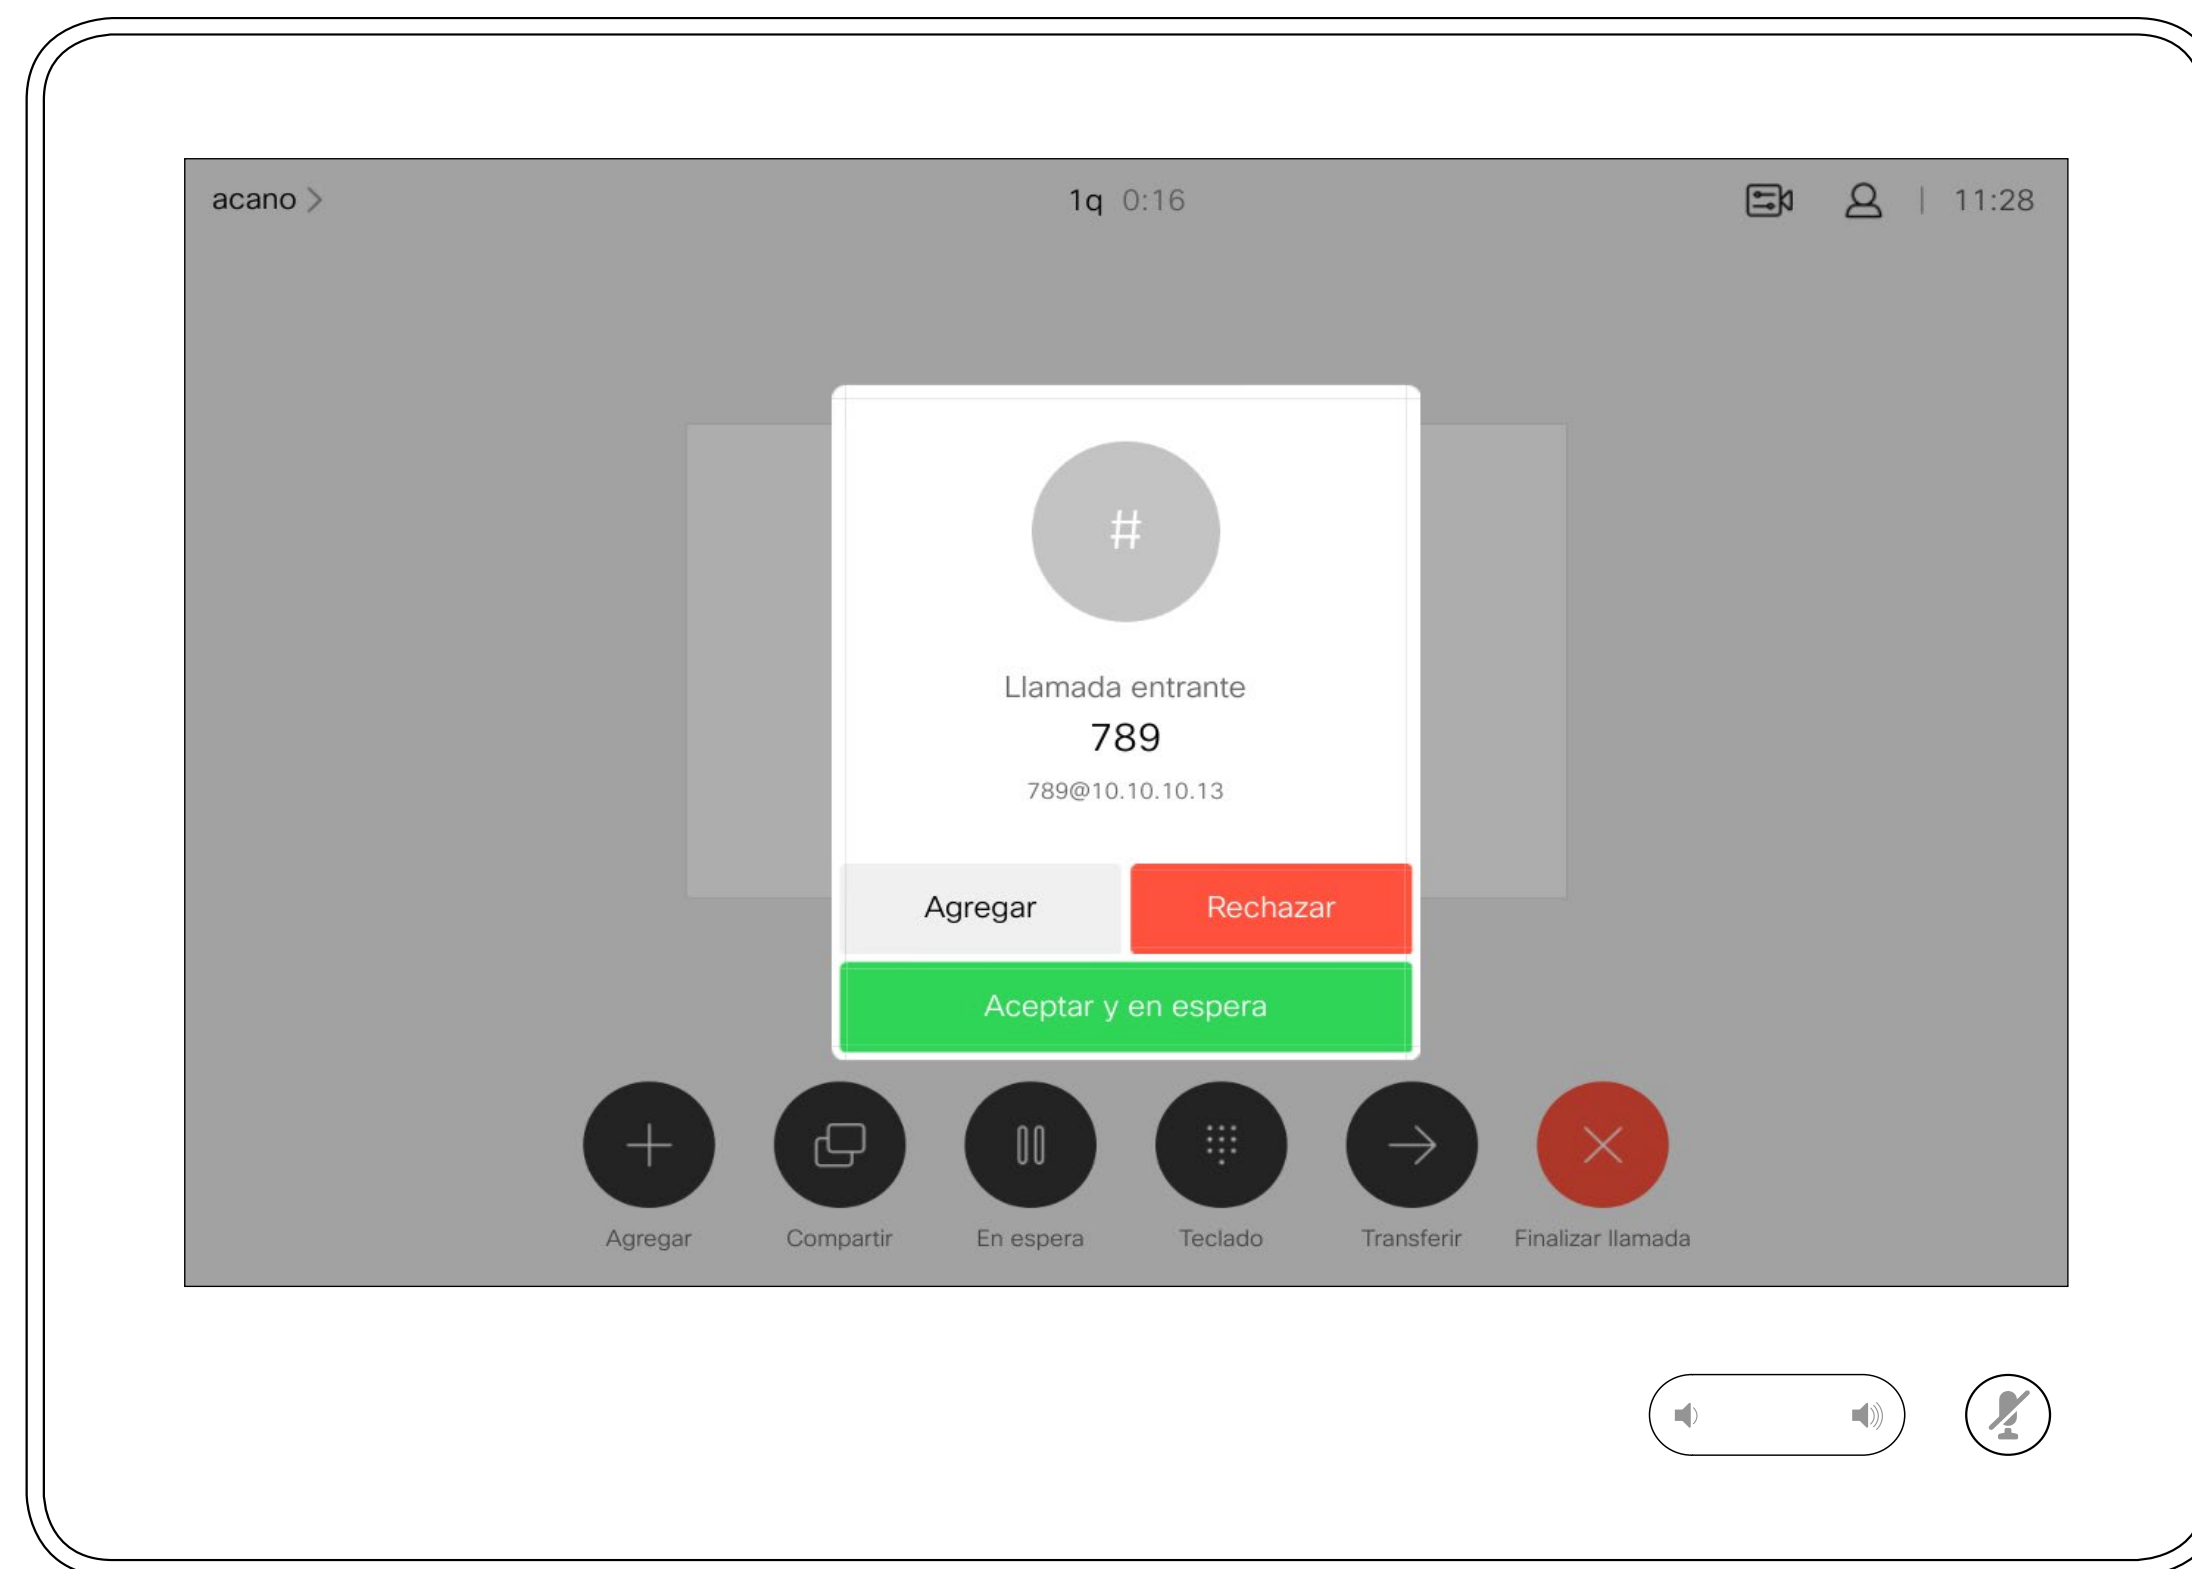 acano
1q 0:16
11:28
#
Llamada entrante
789
789@10.10.10.13
Agregar
Rechazar
Aceptar y en espera
Agregar
Compartir
En espera
Teclado
Transferir
Finalizar llamada